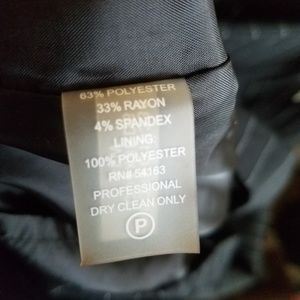 63% POLYESTER
33% RAYON
4% SPANDEX
LINING:
100% POLYESTER
RN# 54163
PROFESSIONAL
DRY CLEAN ONLY
P